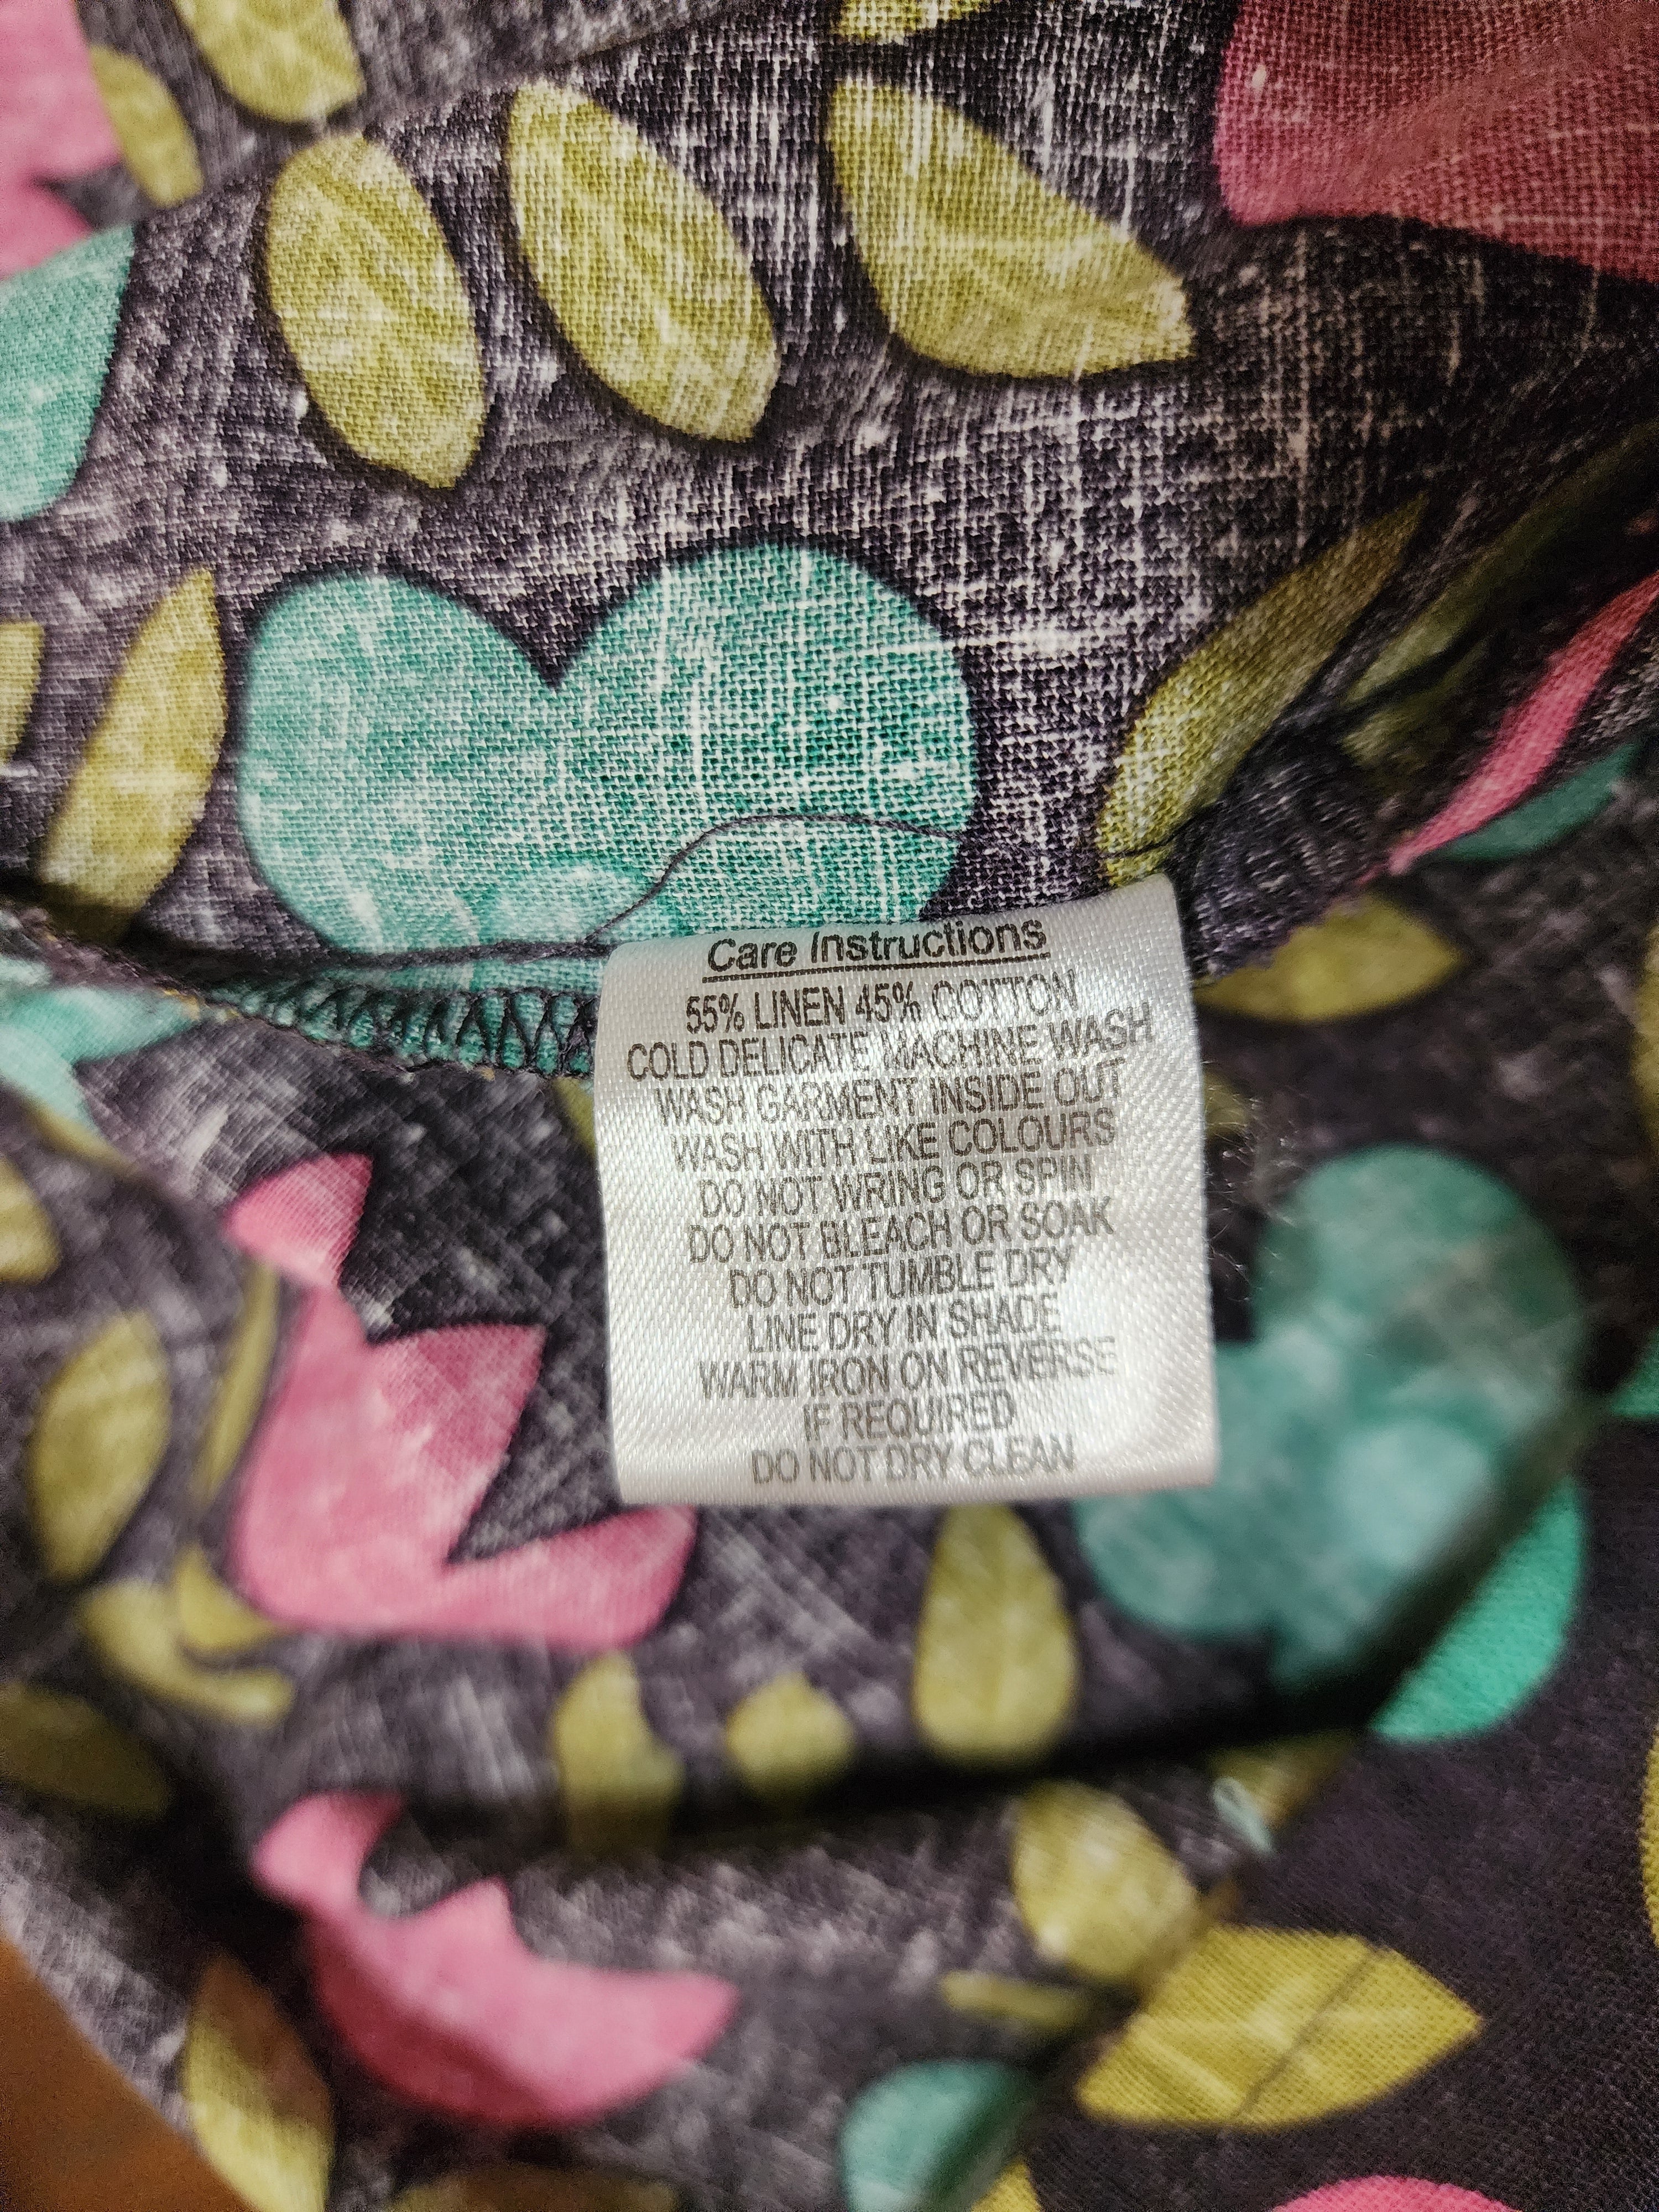 Care Instructions
55% LINEN 45% COTTON
COLD DELICATE MACHINE WASH
WASH GARMENT INSIDE OUT
WASH WITH LIKE COLOURS
DO NOT WRING OR SPIN
DO NOT BLEACH OR SOAK
DO NOT TUMBLE DRY
LINE DRY IN SHADE
WARM IRON ON REVERSE
IF REQUIRED
DO NOT DRY CLEAN